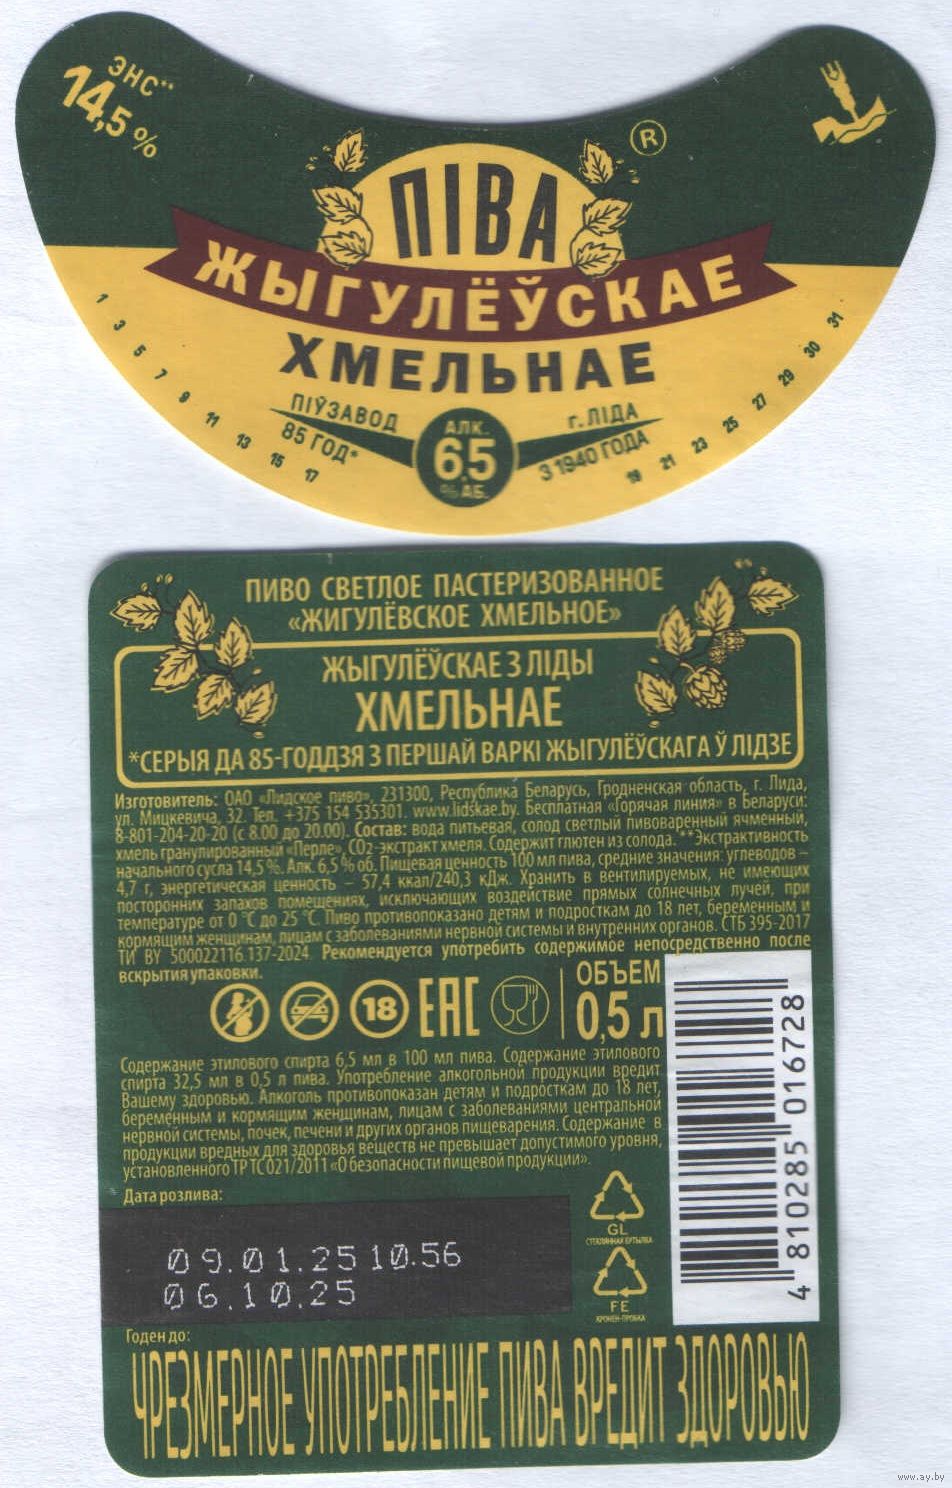 ЭНС**
14,5 %
®
ПІВА
ЖЫГУЛЁЎСКАЕ
ХМЕЛЬНАЕ
ПІЎЗАВОД
85 ГОД*
АЛК.
6,5
% АБ.
г. ЛІДА
З 1940 ГОДА
1 3 5 7 9 11 13 15 17
19 21 23 25 27 29 30 31
ПИВО СВЕТЛОЕ ПАСТЕРИЗОВАННОЕ
«ЖИГУЛЁВСКОЕ ХМЕЛЬНОЕ»
ЖЫГУЛЁЎСКАЕ З ЛІДЫ
ХМЕЛЬНАЕ
*СЕРЫЯ ДА 85-ГОДДЗЯ З ПЕРШАЙ ВАРКІ ЖЫГУЛЁЎСКАГА Ў ЛІДЗЕ
Изготовитель: ОАО «Лидское пиво», 231300, Республика Беларусь, Гродненская область, г. Лида,
ул. Мицкевича, 32. Тел. +375 154 535301. www.lidskae.by. Бесплатная «Горячая линия» в Беларуси:
8-801-204-20-20 (с 8.00 до 20.00). Состав: вода питьевая, солод светлый пивоваренный ячменный,
хмель гранулированный «Перле», CO2-экстракт хмеля. Содержит глютен из солода. **Экстрактивность
начального сусла 14,5 %. Алк. 6,5 % об. Пищевая ценность 100 мл пива, средние значения: углеводов –
4,7 г, энергетическая ценность – 57,4 ккал/240,3 кДж. Хранить в вентилируемых, не имеющих
посторонних запахов помещениях, исключающих воздействие прямых солнечных лучей, при
температуре от 0 °С до 25 °С. Пиво противопоказано детям и подросткам до 18 лет, беременным и
кормящим женщинам, лицам с заболеваниями нервной системы и внутренних органов. СТБ 395-2017
ТИ BY 500022116.137-2024. Рекомендуется употребить содержимое непосредственно после
вскрытия упаковки.
18
EAC
ОБЪЕМ
0,5 л
Содержание этилового спирта 6,5 мл в 100 мл пива. Содержание этилового
спирта 32,5 мл в 0,5 л пива. Употребление алкогольной продукции вредит
Вашему здоровью. Алкоголь противопоказан детям и подросткам до 18 лет,
беременным и кормящим женщинам, лицам с заболеваниями центральной
нервной системы, почек, печени и других органов пищеварения. Содержание в
продукции вредных для здоровья веществ не превышает допустимого уровня,
установленного ТР ТС 021/2011 «О безопасности пищевой продукции».
Дата розлива:
09.01.25 10.56
06.10.25
Годен до:
GL
СТЕКЛЯННАЯ БУТЫЛКА
FE
КРОНЕН-ПРОБКА
4 810285 016728
ЧРЕЗМЕРНОЕ УПОТРЕБЛЕНИЕ ПИВА ВРЕДИТ ЗДОРОВЬЮ
www.ay.by